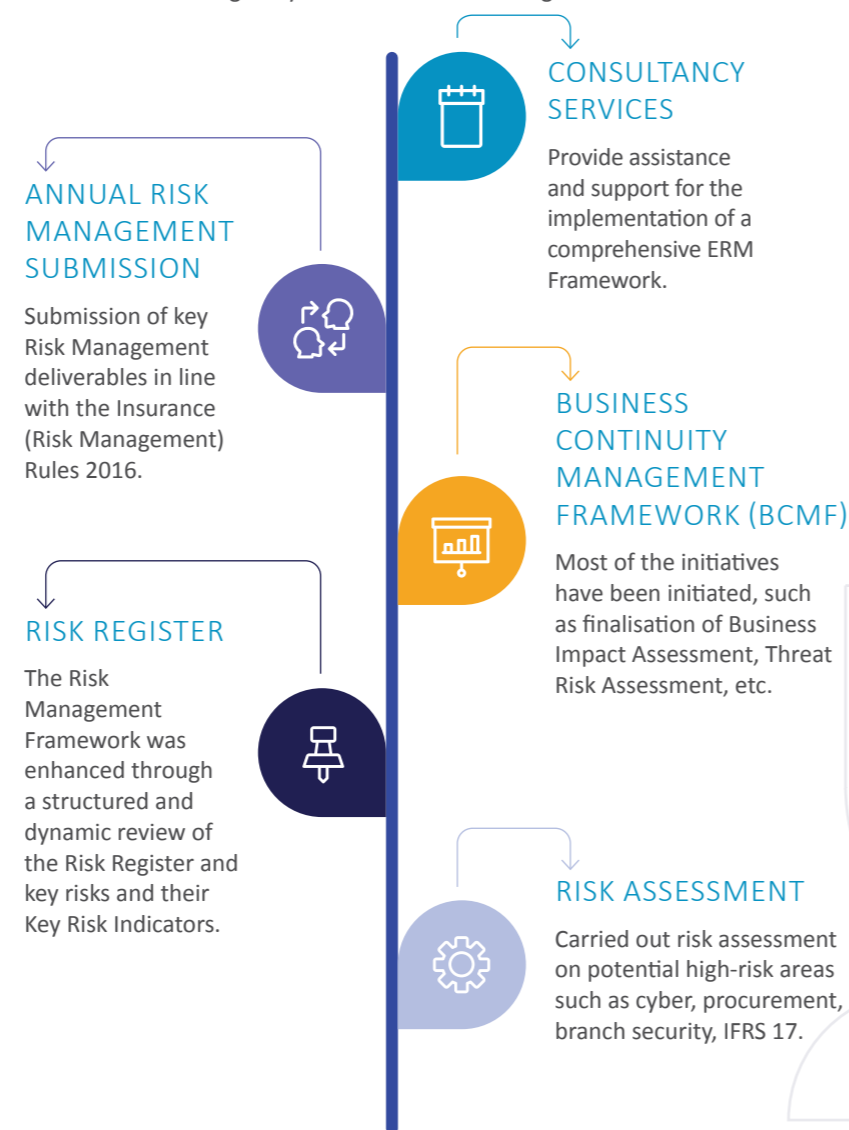 CONSULTANCY
SERVICES
Provide assistance
and support for the
implementation of a
comprehensive ERM
Framework.
ANNUAL RISK
MANAGEMENT
SUBMISSION
Submission of key
Risk Management
deliverables in line
with the Insurance
(Risk Management)
Rules 2016.
BUSINESS
CONTINUITY
MANAGEMENT
FRAMEWORK (BCMF)
Most of the initiatives
have been initiated, such
as finalisation of Business
Impact Assessment, Threat
Risk Assessment, etc.
RISK REGISTER
The Risk
Management
Framework was
enhanced through
a structured and
dynamic review of
the Risk Register and
key risks and their
Key Risk Indicators.
RISK ASSESSMENT
Carried out risk assessment
on potential high-risk areas
such as cyber, procurement,
branch security, IFRS 17.